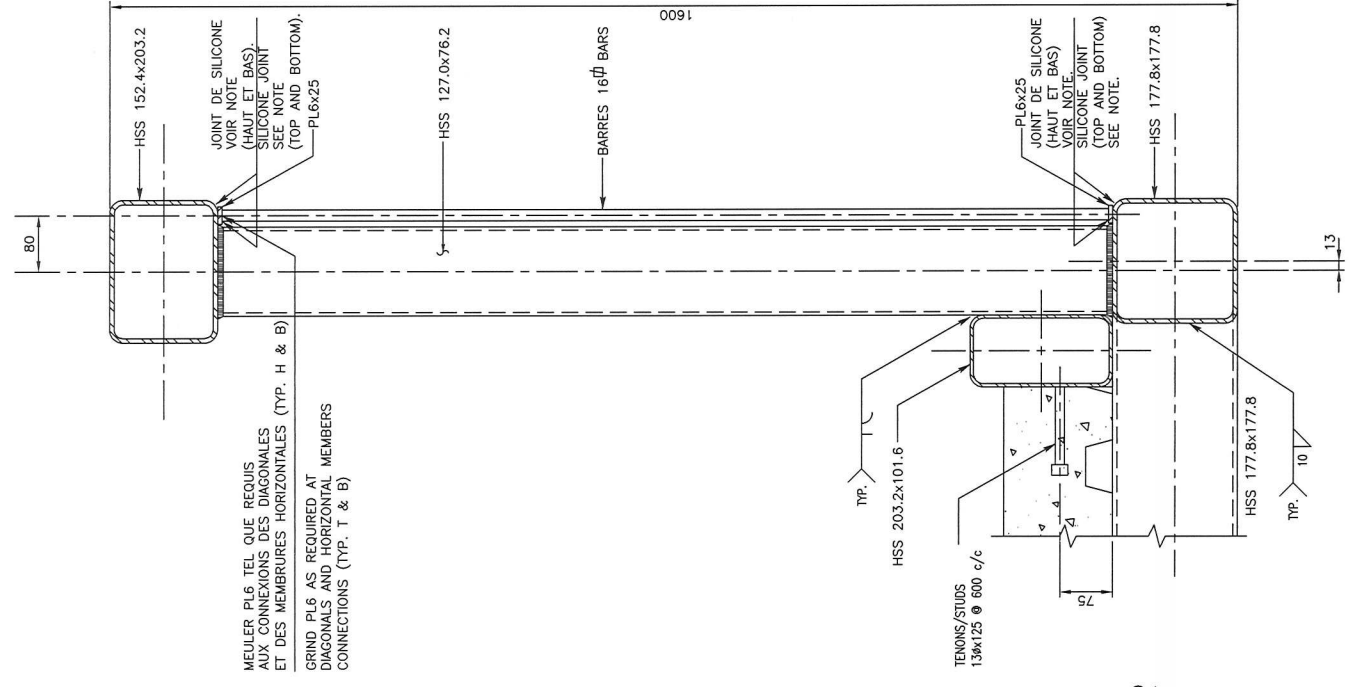 1600
HSS 152.4x203.2
JOINT DE SILICONE
VOIR NOTE
(HAUT ET BAS).
SILICONE JOINT
SEE NOTE
(TOP AND BOTTOM).
PL6x25
HSS 127.0x76.2
BARRES 16⏍ BARS
PL6x25
JOINT DE SILICONE
(HAUT ET BAS)
VOIR NOTE.
SILICONE JOINT
(TOP AND BOTTOM)
SEE NOTE.
HSS 177.8x177.8
80
13
MEULER PL6 TEL QUE REQUIS
AUX CONNEXIONS DES DIAGONALES
ET DES MEMBRURES HORIZONTALES (TYP. H & B)
GRIND PL6 AS REQUIRED AT
DIAGONALS AND HORIZONTAL MEMBERS
CONNECTIONS (TYP. T & B)
TYP.
HSS 203.2x101.6
TENONS/STUDS
13øx125 @ 600 c/c
75
HSS 177.8x177.8
TYP.
10